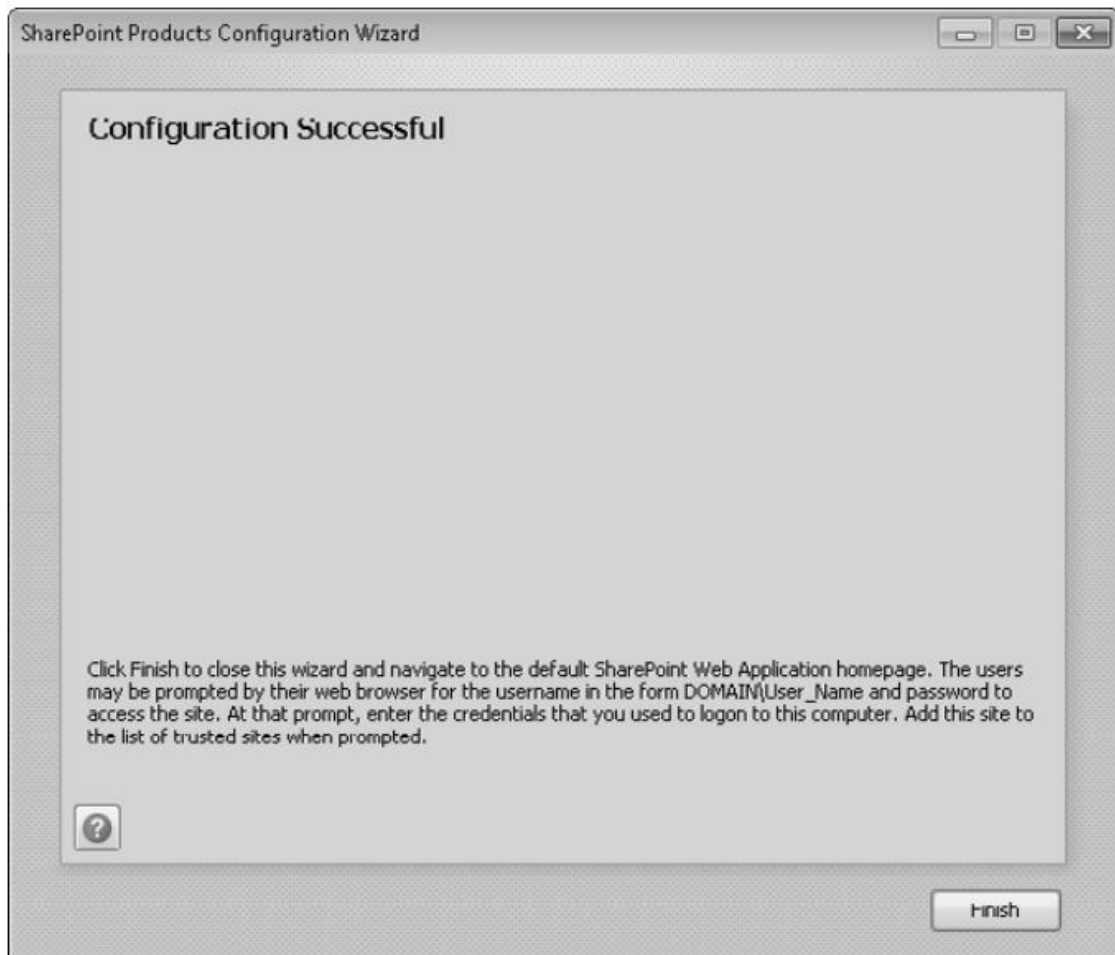 SharePoint Products Configuration Wizard
Configuration Successful
Click Finish to close this wizard and navigate to the default SharePoint Web Application homepage. The users
may be prompted by their web browser for the username in the form DOMAIN\User_Name and password to
access the site. At that prompt, enter the credentials that you used to logon to this computer. Add this site to
the list of trusted sites when prompted.
?
Finish